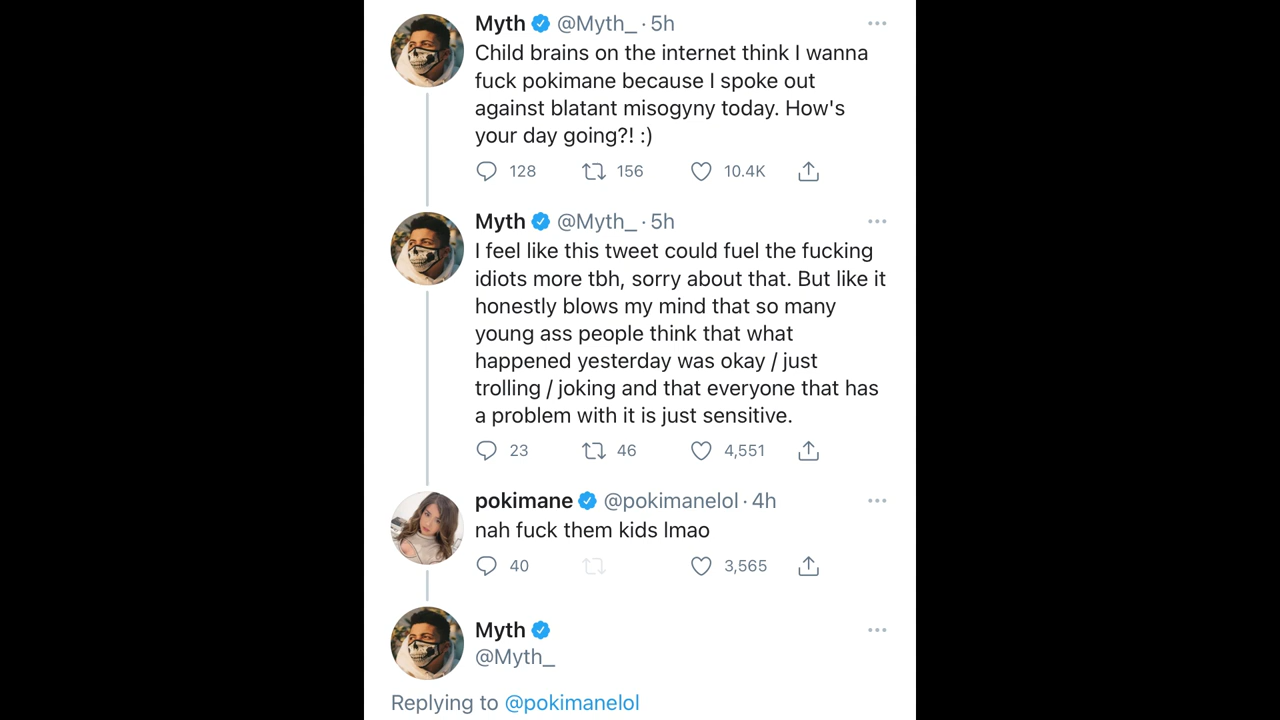 Myth @Myth_ · 5h
Child brains on the internet think I wanna
fuck pokimane because I spoke out
against blatant misogyny today. How's
your day going?! :)
128 156 10.4K
Myth @Myth_ · 5h
I feel like this tweet could fuel the fucking
idiots more tbh, sorry about that. But like it
honestly blows my mind that so many
young ass people think that what
happened yesterday was okay / just
trolling / joking and that everyone that has
a problem with it is just sensitive.
23 46 4,551
pokimane @pokimanelol · 4h
nah fuck them kids lmao
40 3,565
Myth
@Myth_
Replying to @pokimanelol